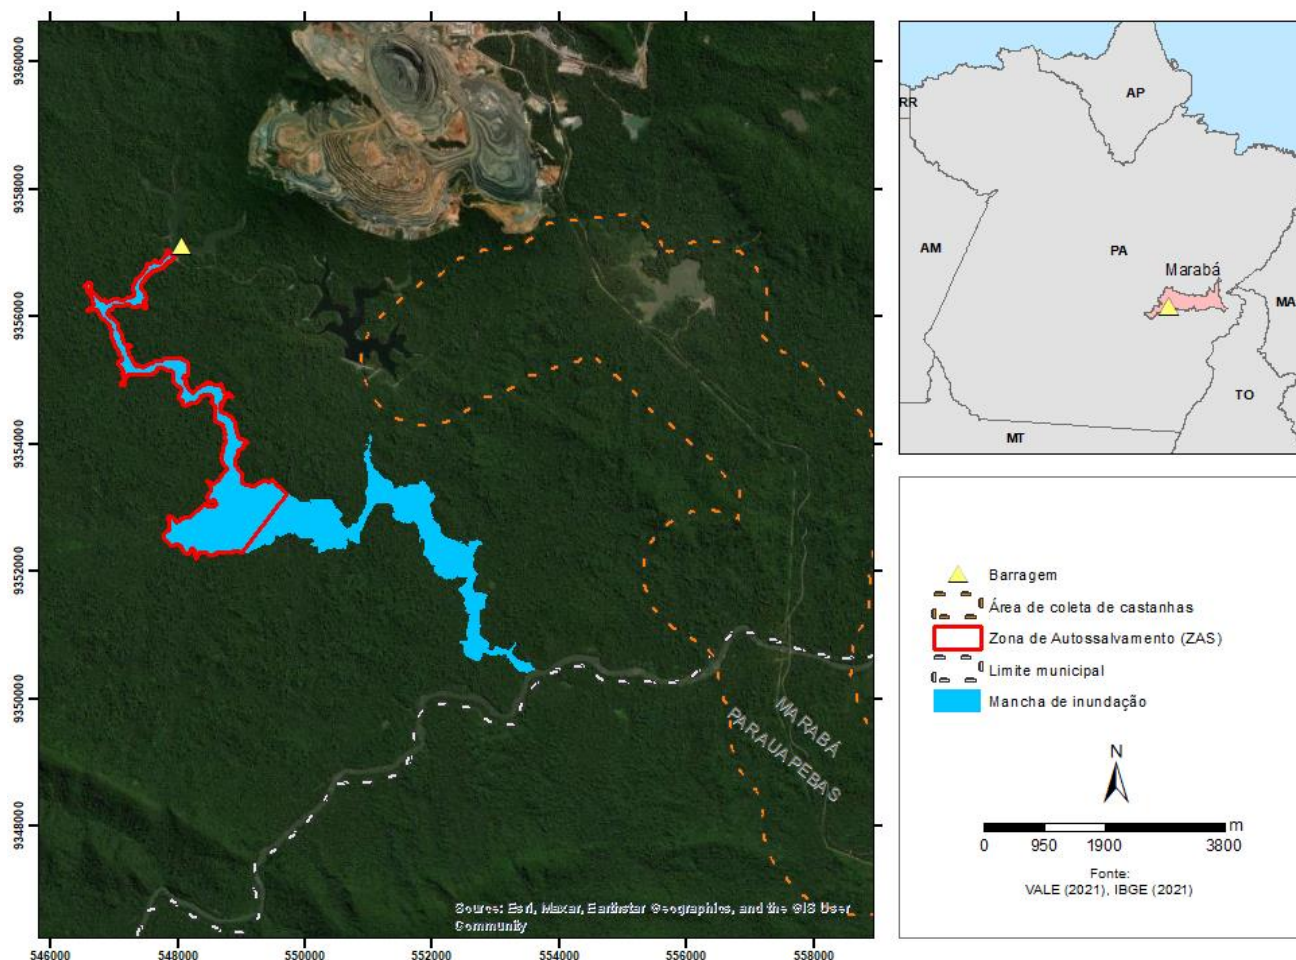 9360000
9358000
9356000
9354000
9352000
9350000
9348000
546000
548000
550000
552000
554000
556000
558000
MARABÁ
PARAUAPEBAS
Source: Esri, Maxar, Earthstar Geographics, and the GIS User
Community
RR
AP
AM
PA
Marabá
MA
TO
MT
Barragem
Área de coleta de castanhas
Zona de Autossalvamento (ZAS)
Limite municipal
Mancha de inundação
N
m
0 950 1900 3800
Fonte:
VALE (2021), IBGE (2021)